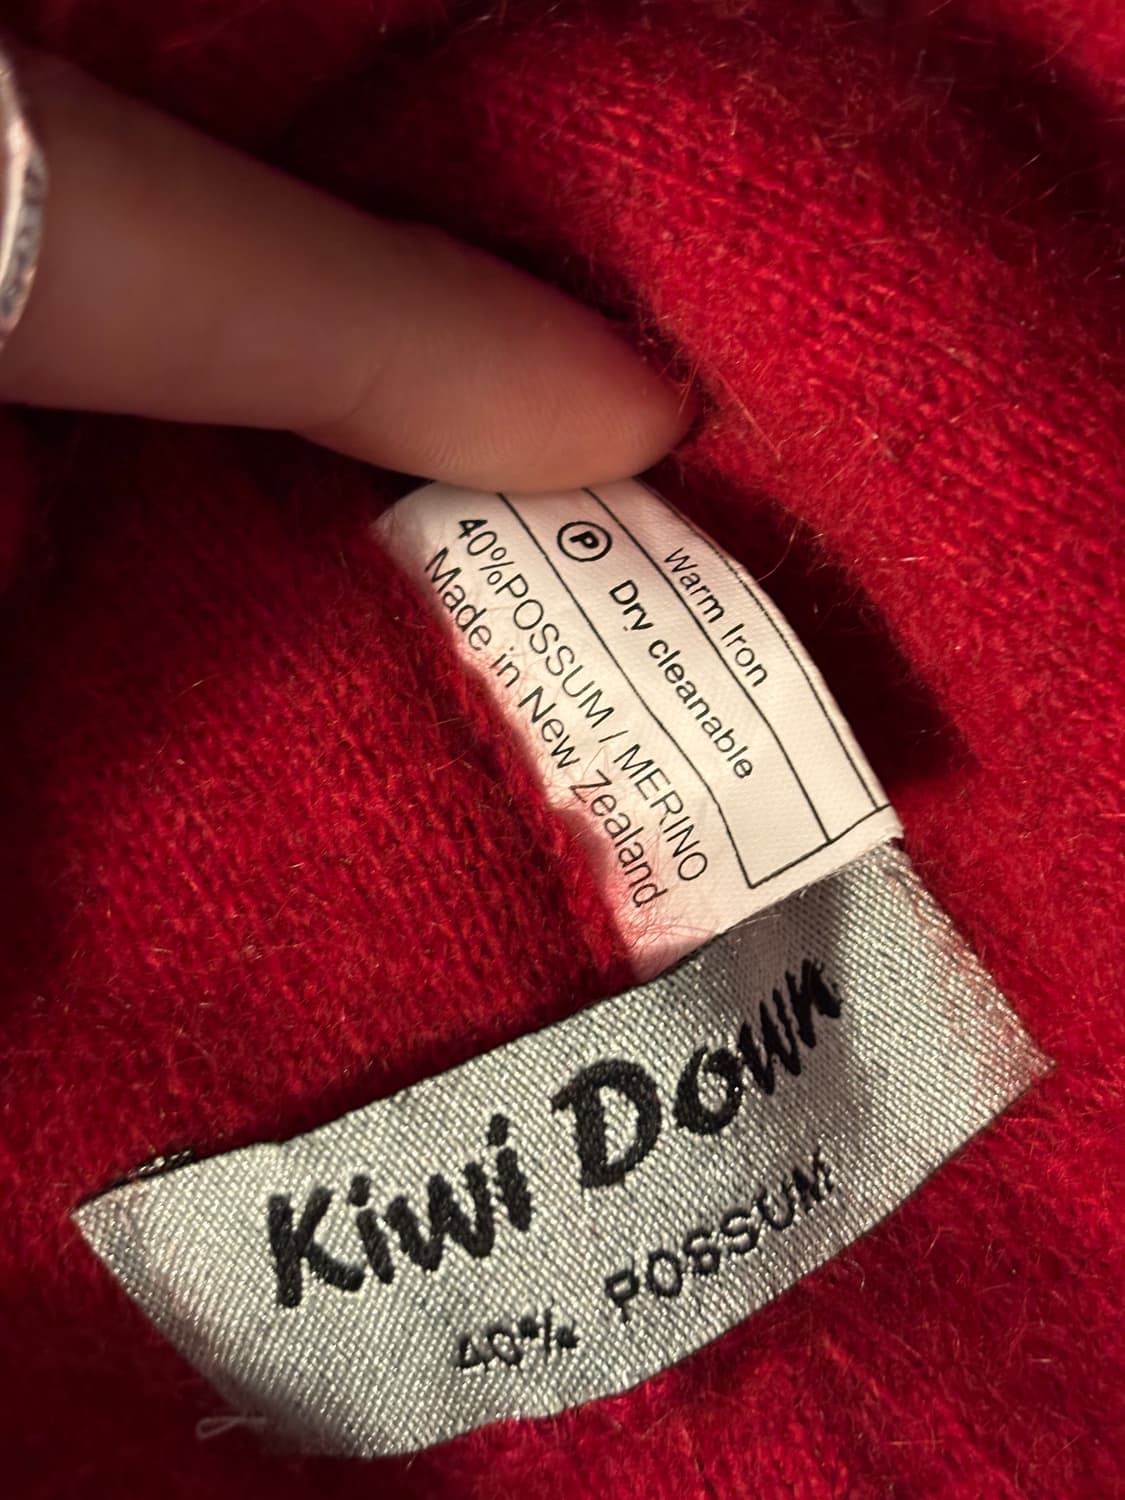 Warm Iron
P Dry cleanable
40%POSSUM / MERINO
Made in New Zealand
Kiwi Down
40% POSSUM